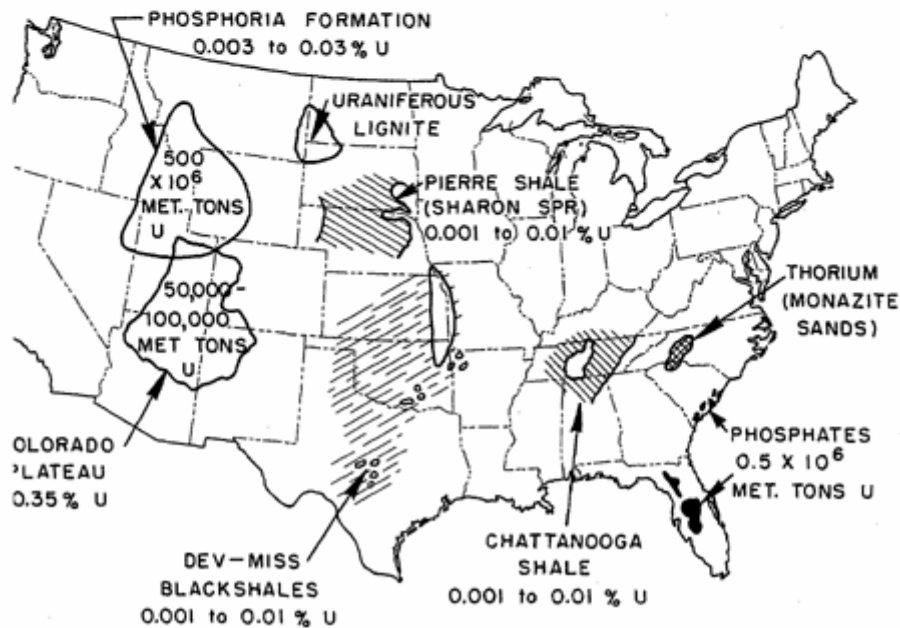 PHOSPHORIA FORMATION
0.003 to 0.03% U
URANIFEROUS
LIGNITE
500
X 10⁶
MET. TONS
U
PIERRE SHALE
(SHARON SPR)
0.001 to 0.01% U
50,000-
100,000
MET TONS
U
THORIUM
(MONAZITE
SANDS)
OLORADO
PLATEAU
0.35% U
PHOSPHATES
0.5 X 10⁶
MET. TONS U
DEV-MISS
BLACKSHALES
0.001 to 0.01 % U
CHATTANOOGA
SHALE
0.001 to 0.01% U